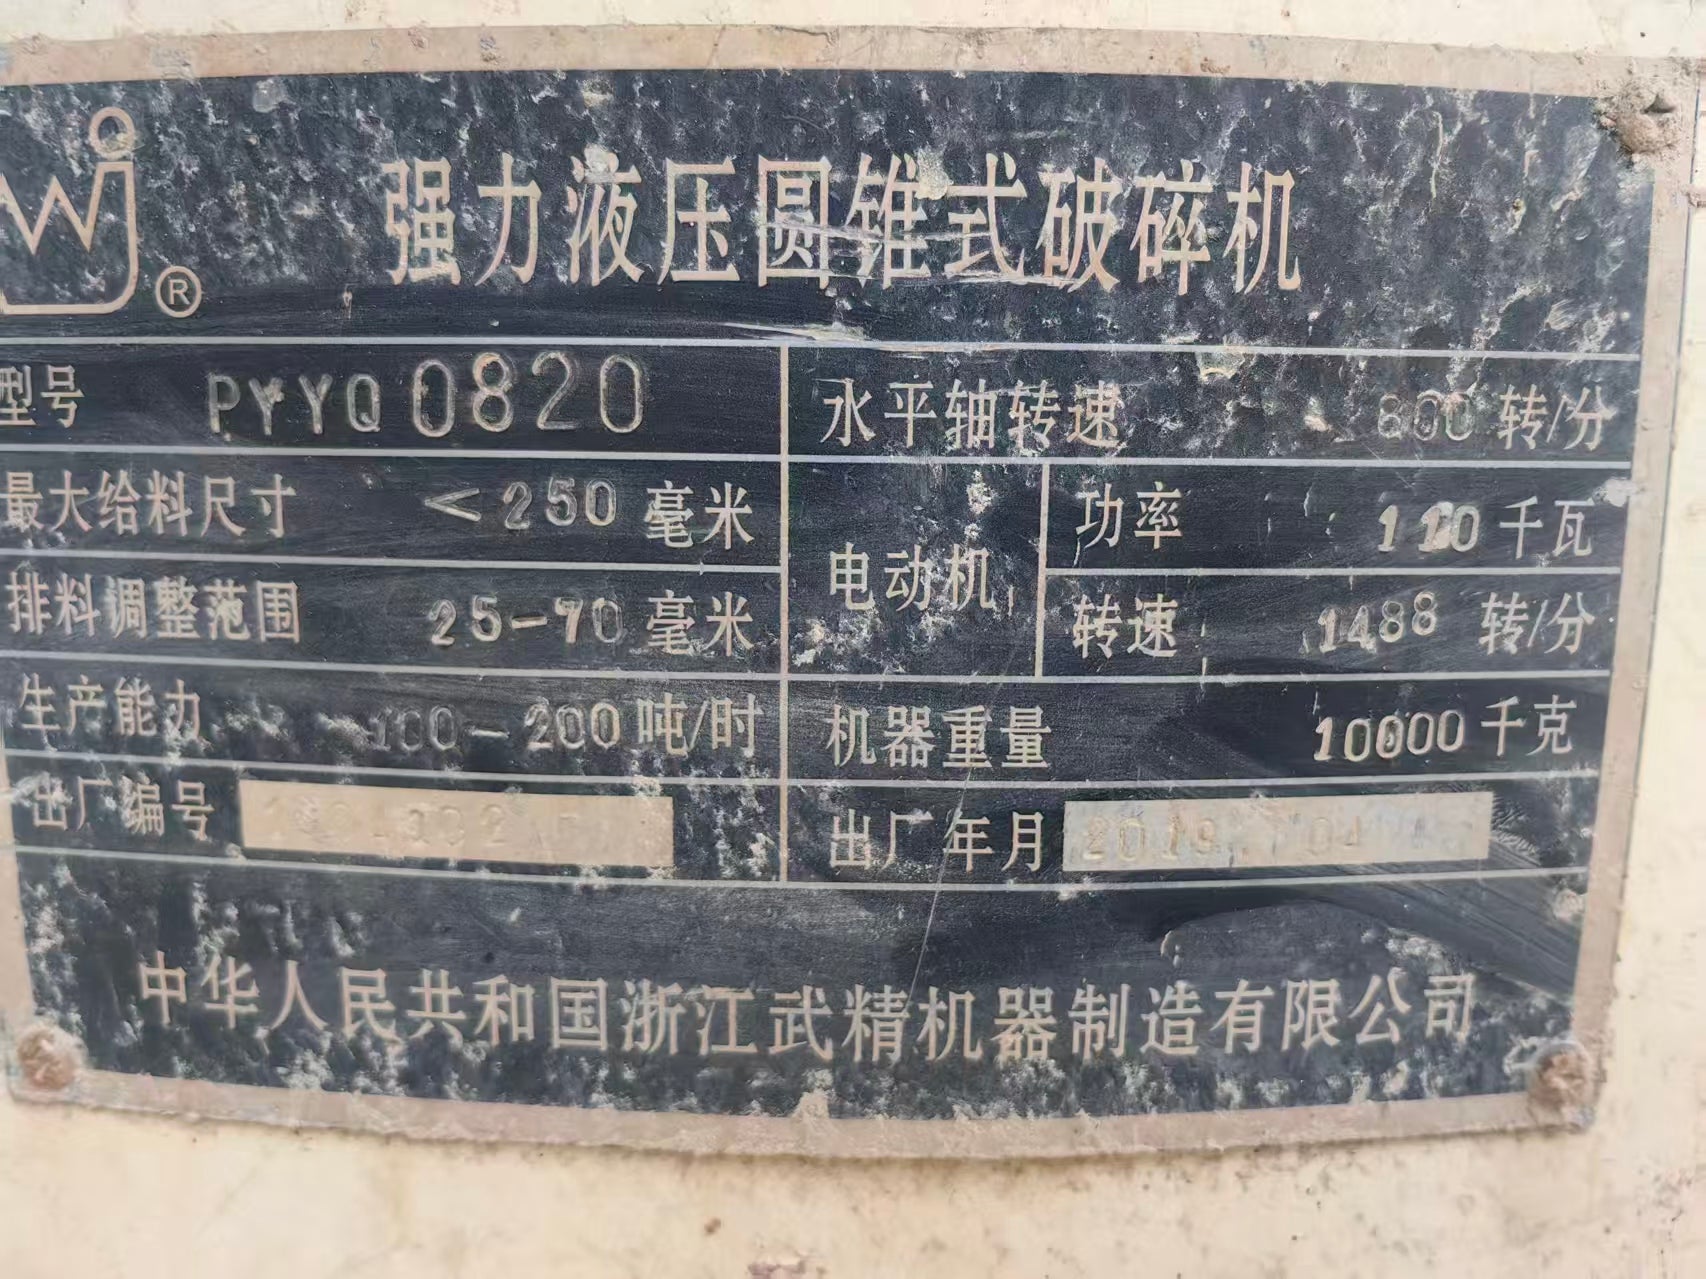 WJ
®
强力液压圆锥式破碎机
型号 PYYQ0820
水平轴转速 800 转/分
最大给料尺寸 <250 毫米
电动机 功率 110 千瓦
排料调整范围 25-70 毫米
转速 1488 转/分
生产能力 100-200 吨/时
机器重量 10000 千克
出厂编号
出厂年月 2019 04
中华人民共和国浙江武精机器制造有限公司